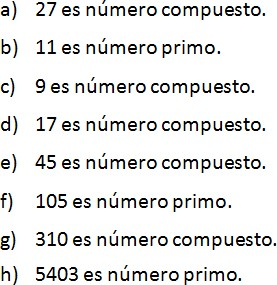 a) 27 es número compuesto.
b) 11 es número primo.
c) 9 es número compuesto.
d) 17 es número compuesto.
e) 45 es número compuesto.
f) 105 es número primo.
g) 310 es número compuesto.
h) 5403 es número primo.